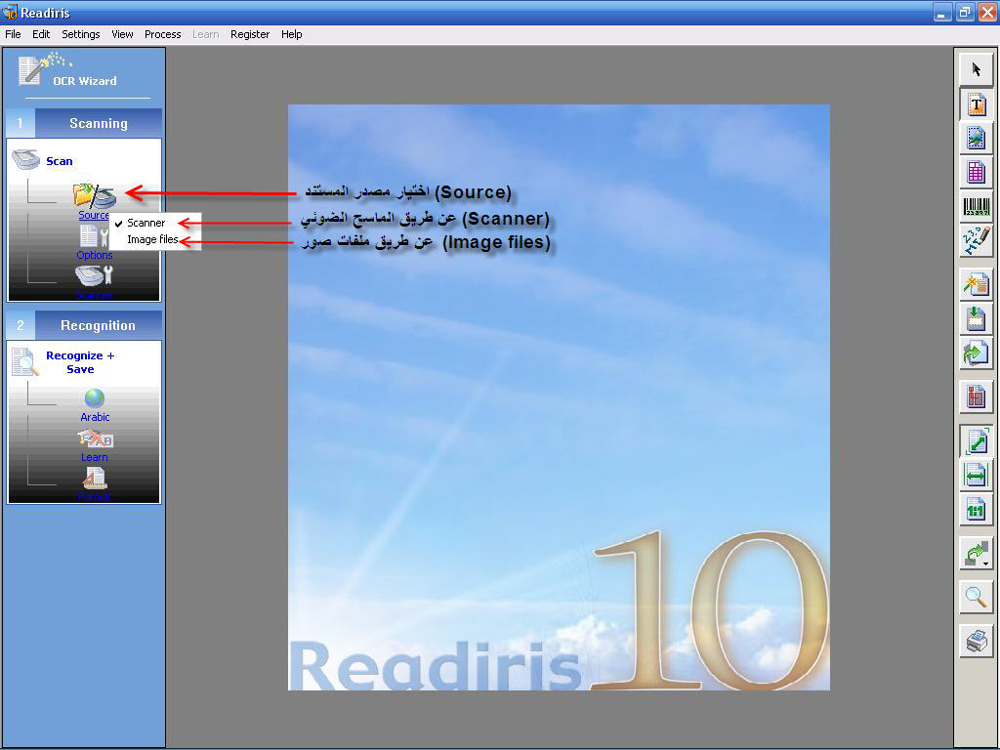 Readiris
File Edit Settings View Process Learn Register Help
OCR Wizard
1 Scanning
Scan
Source
Scanner
Image files
Options
Scanner
اختيار مصدر المستند (Source)
عن طريق الماسح الضوئي (Scanner)
عن طريق ملفات صور (Image files)
2 Recognition
Recognize +
Save
Arabic
Learn
Format
Readiris 10
1:1